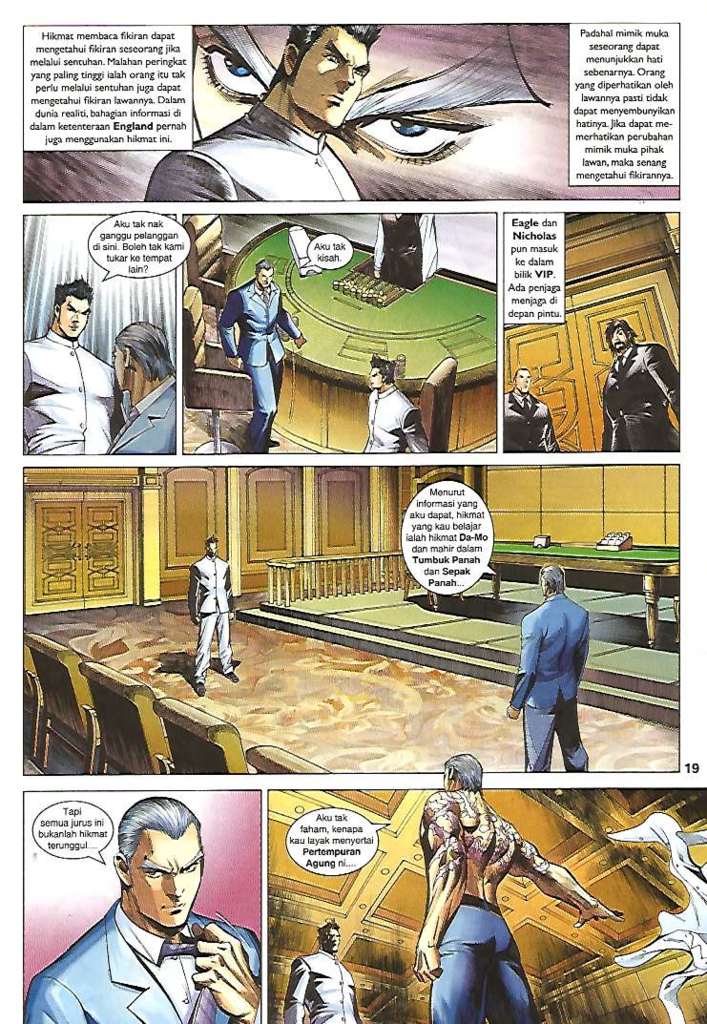 Hikmat membaca fikiran dapat
mengetahui fikiran seseorang jika
melalui sentuhan. Malahan peringkat
yang paling tinggi ialah orang itu tak
perlu melalui sentuhan juga dapat
mengetahui fikiran lawannya. Dalam
dunia realiti, bahagian informasi di
dalam ketenteraan England pernah
juga menggunakan hikmat ini.
Padahal mimik muka
seseorang dapat
menunjukkan hati
sebenarnya. Orang
yang diperhatikan oleh
lawannya pasti tidak
dapat menyembunyikan
hatinya. Jika dapat me-
merhatikan perubahan
mimik muka pihak
lawan, maka senang
mengetahui fikirannya.
Aku tak nak
ganggu pelanggan
di sini. Boleh tak kami
tukar ke tempat
lain?
Aku tak
kisah.
Eagle dan
Nicholas
pun masuk
ke dalam
bilik VIP.
Ada penjaga
menjaga di
depan pintu.
Menurut
informasi yang
aku dapat, hikmat
yang kau belajar
ialah hikmat Da-Mo
dan mahir dalam
Tumbuk Panah
dan Sepak
Panah...
19
Tapi
semua jurus ini
bukanlah hikmat
terunggul....
Aku tak
faham, kenapa
kau layak menyertai
Pertempuran
Agung ni....